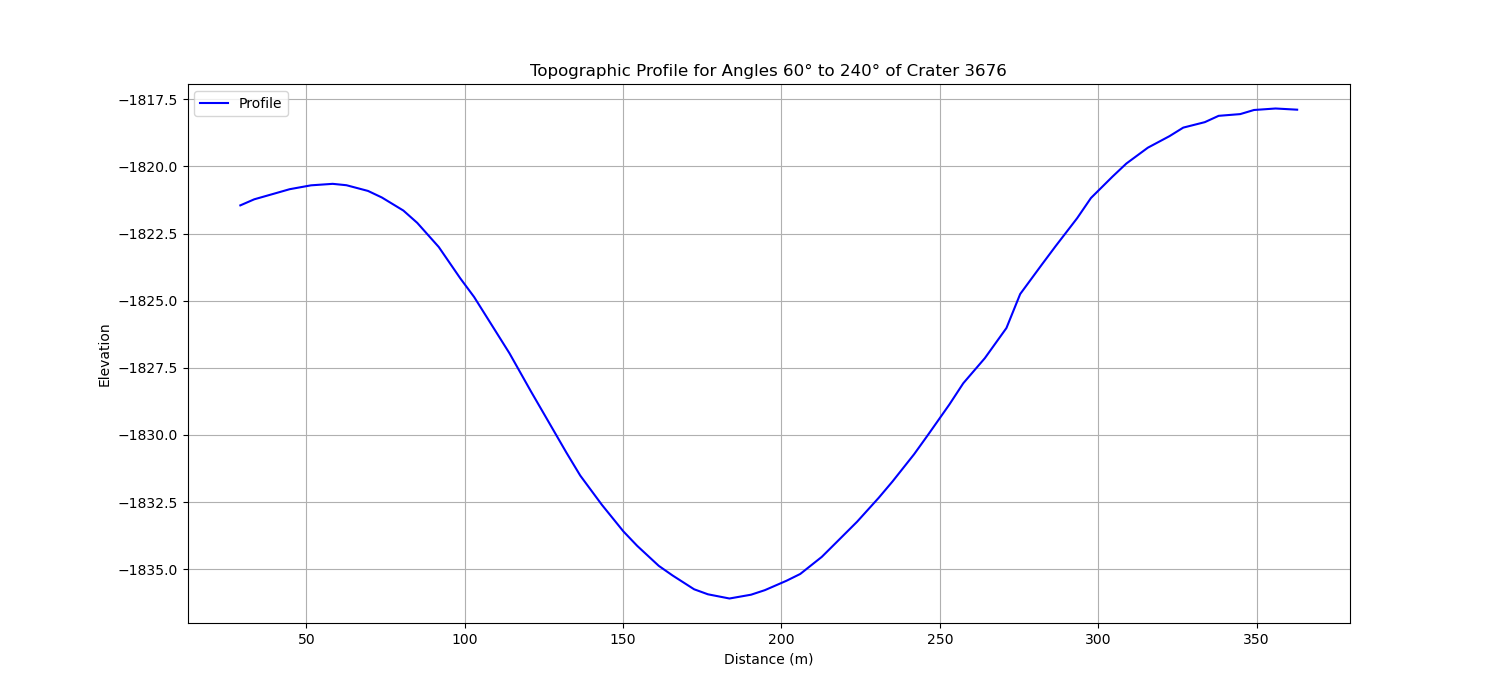 Topographic Profile for Angles 60° to 240° of Crater 3676
Profile
−1817.5
−1820.0
−1822.5
−1825.0
−1827.5
−1830.0
−1832.5
−1835.0
Elevation
50 100 150 200 250 300 350
Distance (m)